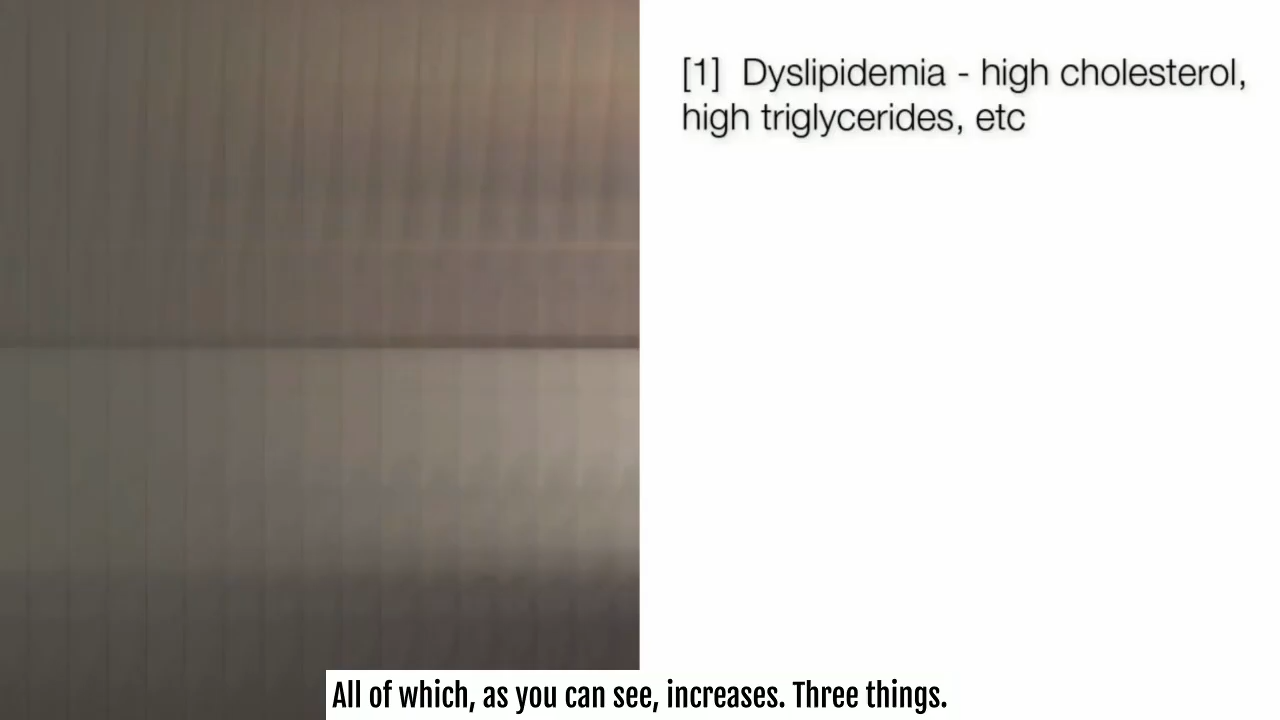 [1] Dyslipidemia - high cholesterol,
high triglycerides, etc
All of which, as you can see, increases. Three things.